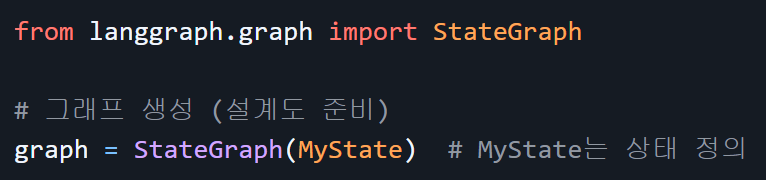 from langgraph.graph import StateGraph
# 그래프 생성 (설계도 준비)
graph = StateGraph(MyState)  # MyState는 상태 정의